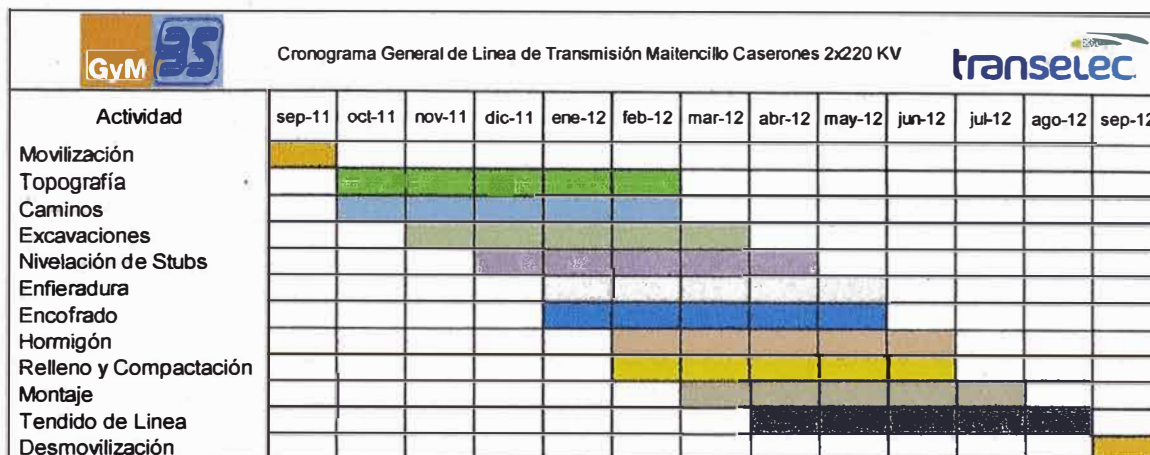 GyM
Cronograma General de Linea de Transmisión Maitencillo Caserones 2x220 KV
transelec
Actividad sep-11 oct-11 nov-11 dic-11 ene-12 feb-12 mar-12 abr-12 may-12 jun-12 jul-12 ago-12 sep-12
Movilización
Topografía
Caminos
Excavaciones
Nivelación de Stubs
Enfieradura
Encofrado
Hormigón
Relleno y Compactación
Montaje
Tendido de Linea
Desmovilización